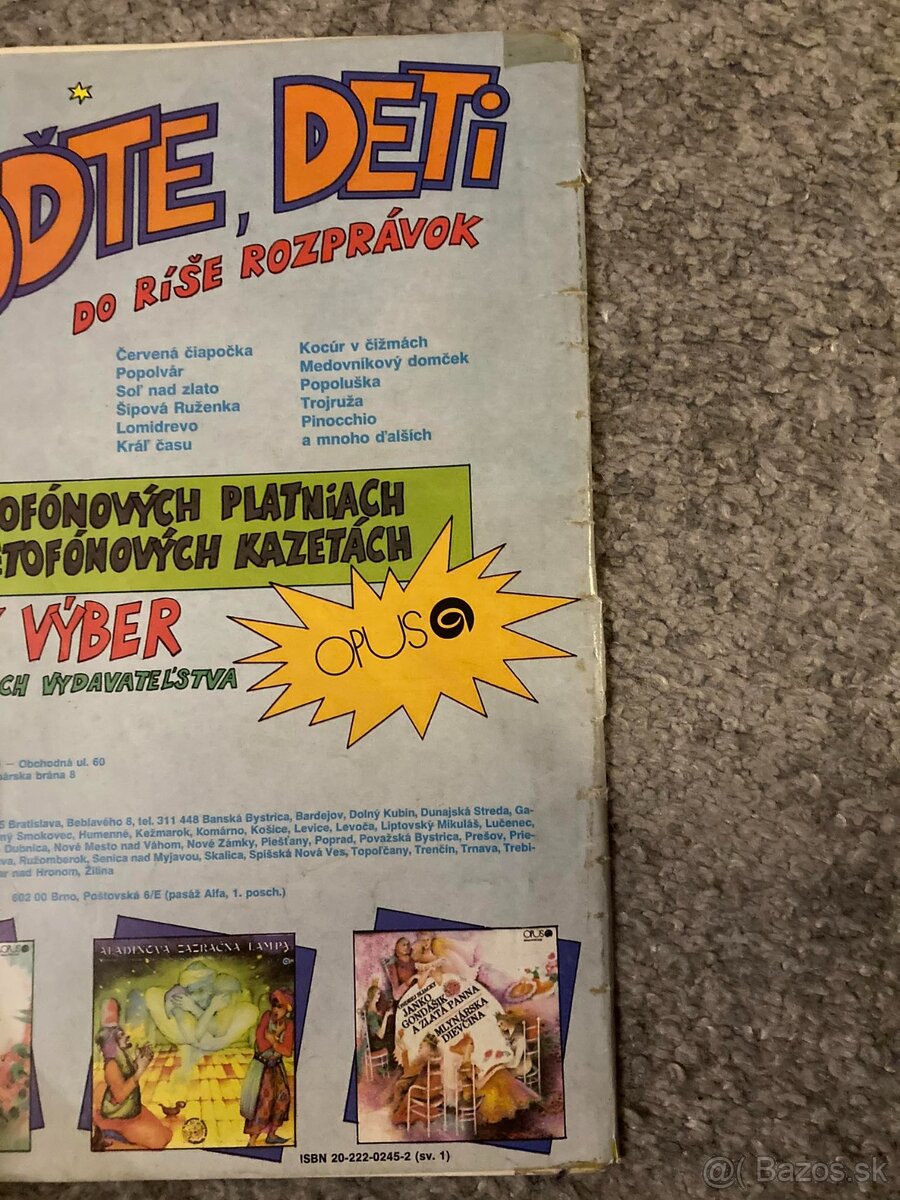 ĎTE, DETI
DO RÍŠE ROZPRÁVOK
Červená čiapočka
Popolvár
Soľ nad zlato
Šípová Ruženka
Lomidrevo
Kráľ času
Kocúr v čižmách
Medovníkový domček
Popoluška
Trojruža
Pinocchio
a mnoho ďalších
OFÓNOVÝCH PLATNIACH
ETOFÓNOVÝCH KAZETÁCH
VÝBER
CH VYDAVATEĽSTVA
OPUS
– Obchodná ul. 60
árska brána 8
5 Bratislava, Beblavého 8, tel. 311 448 Banská Bystrica, Bardejov, Dolný Kubín, Dunajská Streda, Ga-
ný Smokovec, Humenné, Kežmarok, Komárno, Košice, Levice, Levoča, Liptovský Mikuláš, Lučenec,
Dubnica, Nové Mesto nad Váhom, Nové Zámky, Piešťany, Poprad, Považská Bystrica, Prešov, Prie-
va, Ružomberok, Senica nad Myjavou, Skalica, Spišská Nová Ves, Topoľčany, Trenčín, Trnava, Trebi-
ar nad Hronom, Žilina
602 00 Brno, Poštovská 6/E (pasáž Alfa, 1. posch.)
OPUS
ALADINOVA ZÁZRAČNÁ LAMPA
OPUS
ONDREJ SLIACKY
JANKO
GONDÁŠIK
A ZLATÁ PANNA
MLYNÁRSKA
DIEVČINA
ISBN 20-222-0245-2 (sv. 1)
@( Bazoš.sk